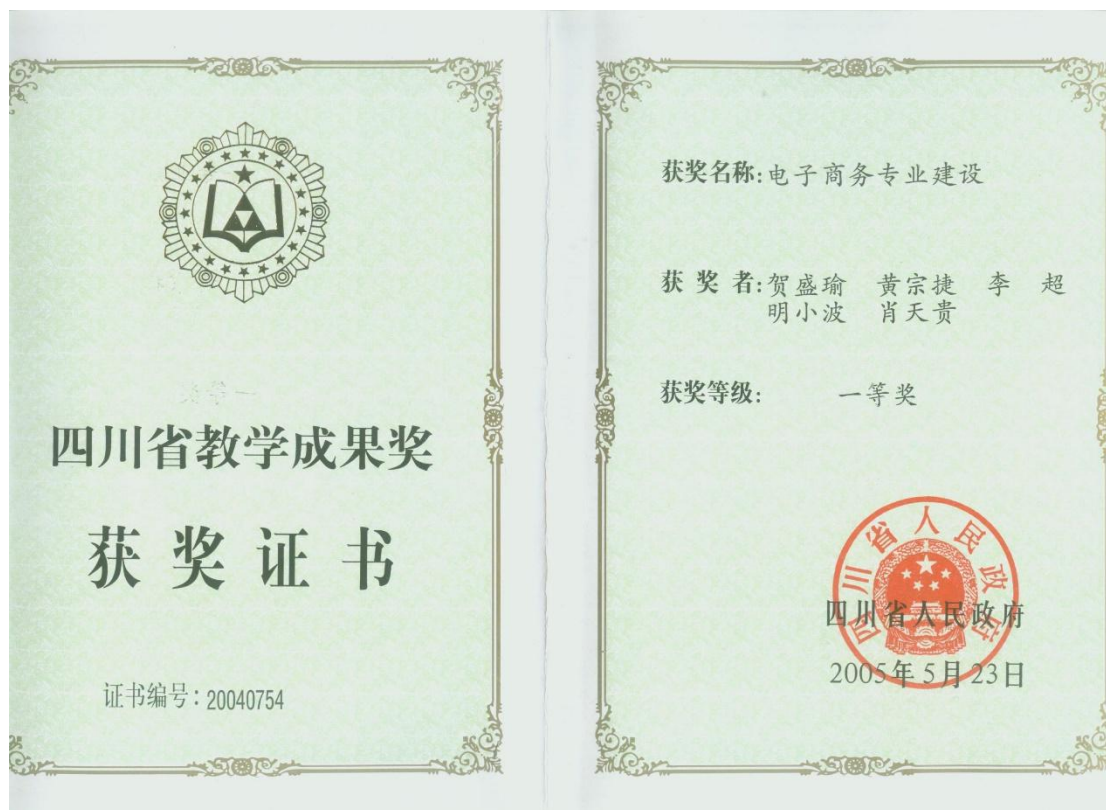 四川省教学成果奖
获奖证书
证书编号：20040754
获奖名称:电子商务专业建设
获奖者:贺盛瑜 黄宗捷 李 超
明小波 肖天贵
获奖等级: 一等奖
四川省人民政府
四川省人民政府
2005年5月23日